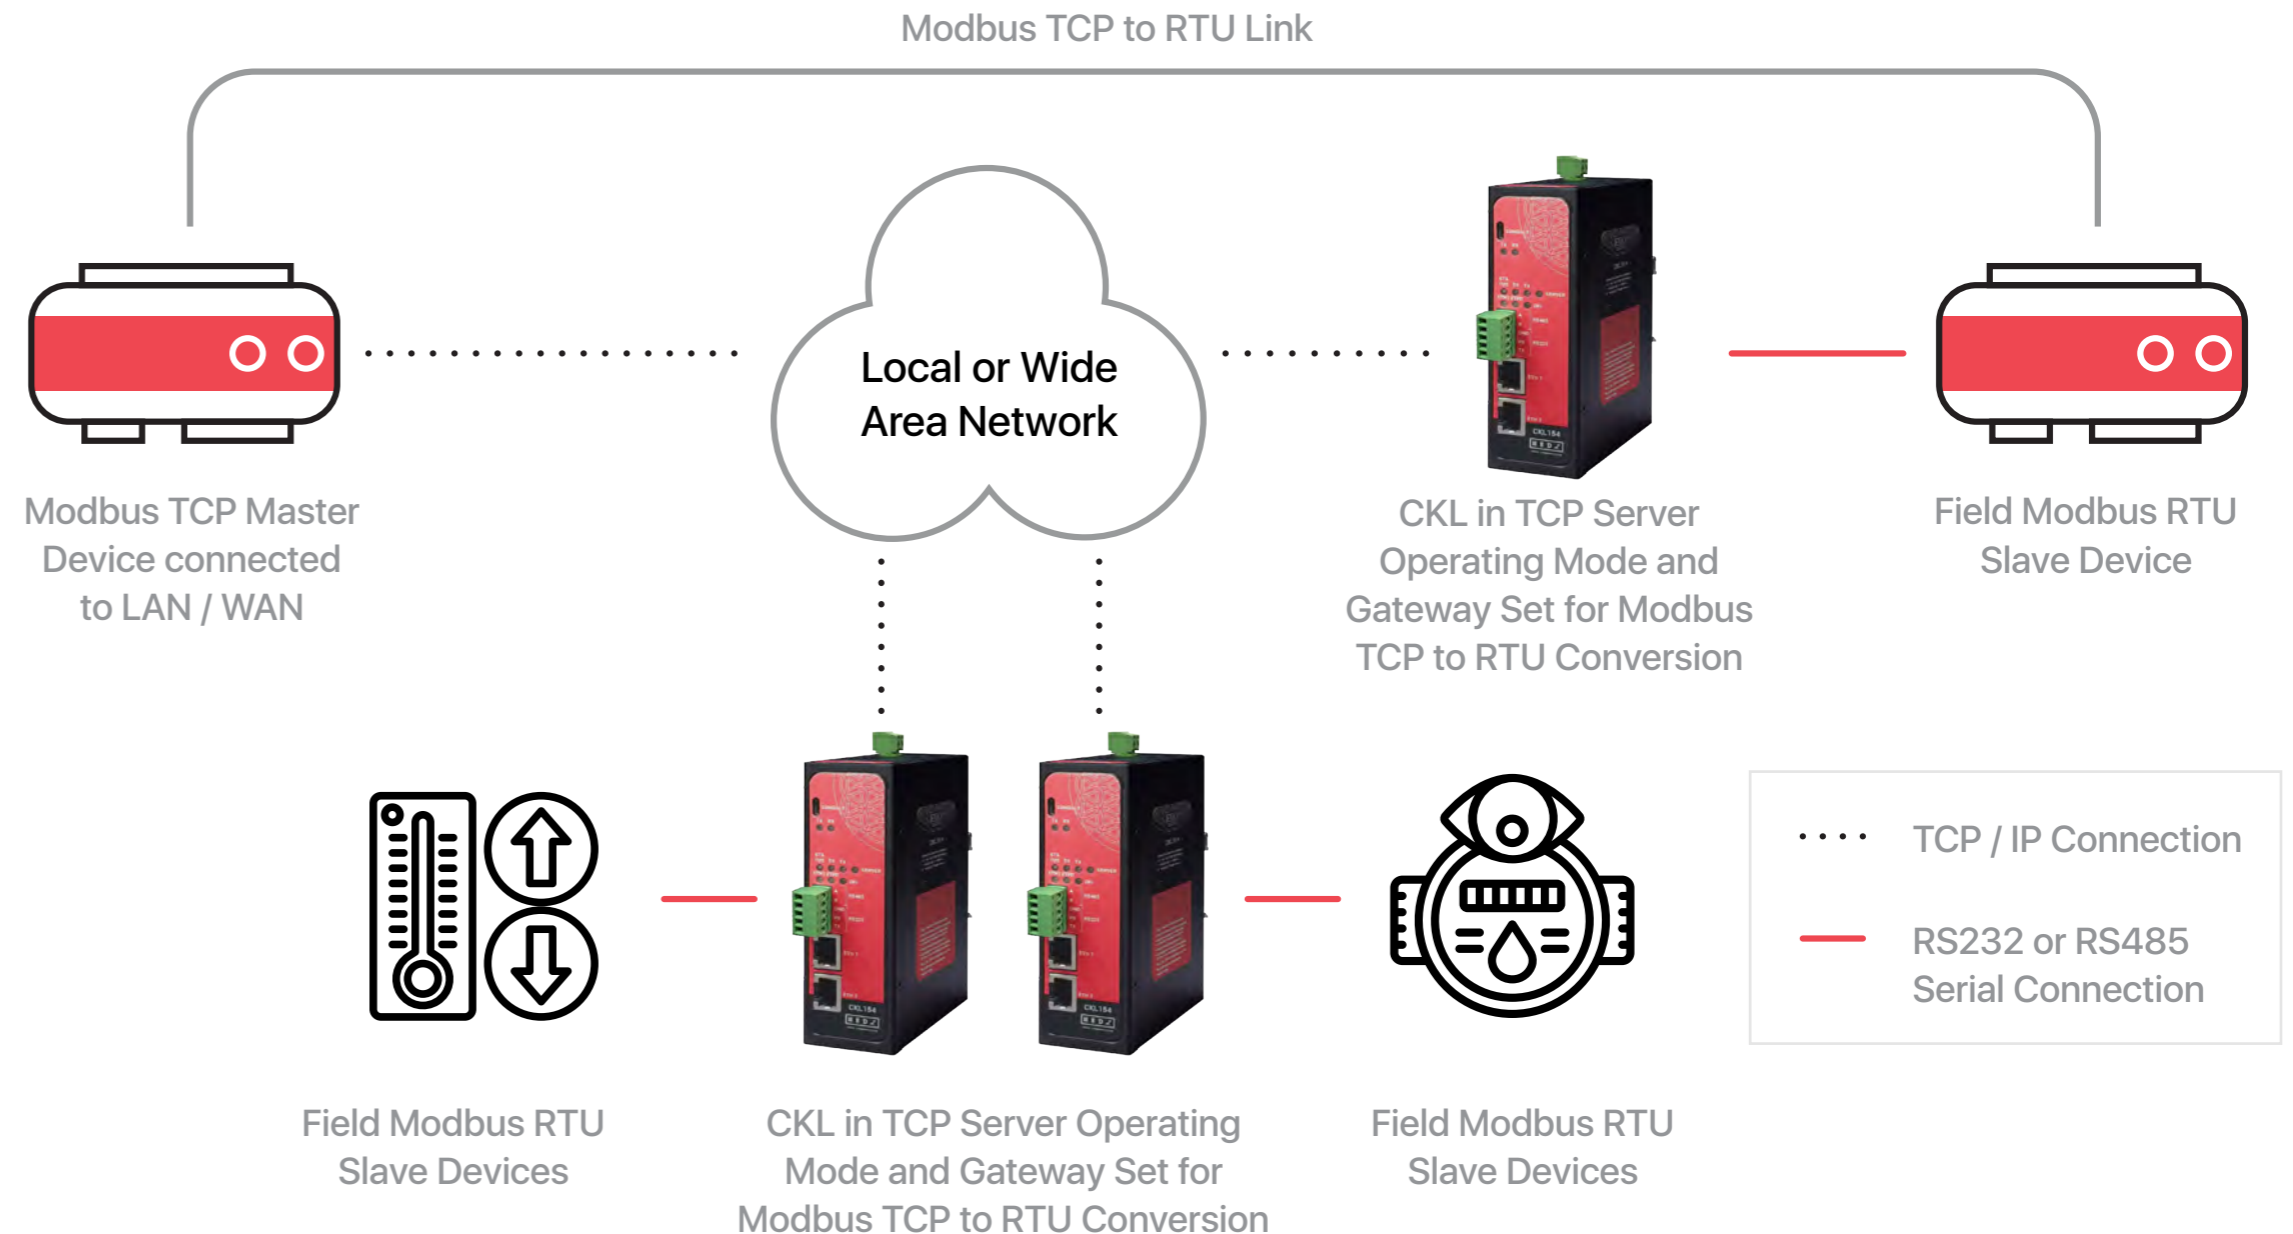 Modbus TCP to RTU Link
Local or Wide
Area Network
Modbus TCP Master
Device connected
to LAN / WAN
CKL in TCP Server
Operating Mode and
Gateway Set for Modbus
TCP to RTU Conversion
Field Modbus RTU
Slave Device
CKL154
TCP / IP Connection
RS232 or RS485
Serial Connection
CKL154
CKL154
Field Modbus RTU
Slave Devices
CKL in TCP Server Operating
Mode and Gateway Set for
Modbus TCP to RTU Conversion
Field Modbus RTU
Slave Devices